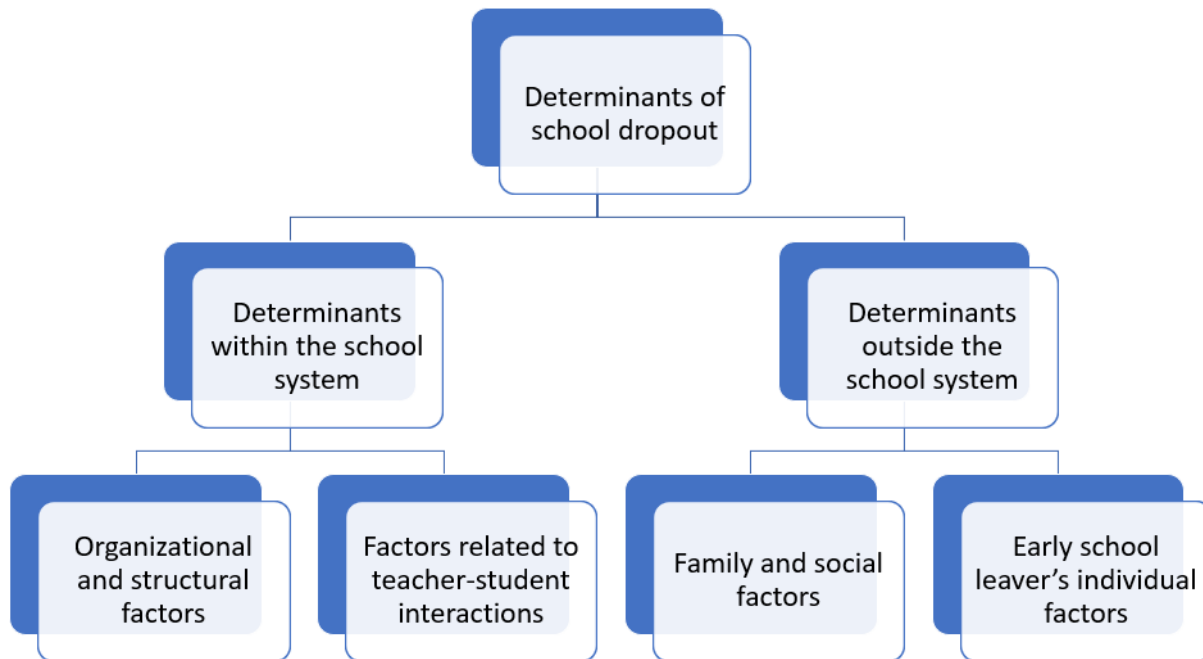 Determinants of
school dropout
Determinants
within the school
system
Determinants
outside the
school system
Organizational
and structural
factors
Factors related to
teacher-student
interactions
Family and social
factors
Early school
leaver’s individual
factors